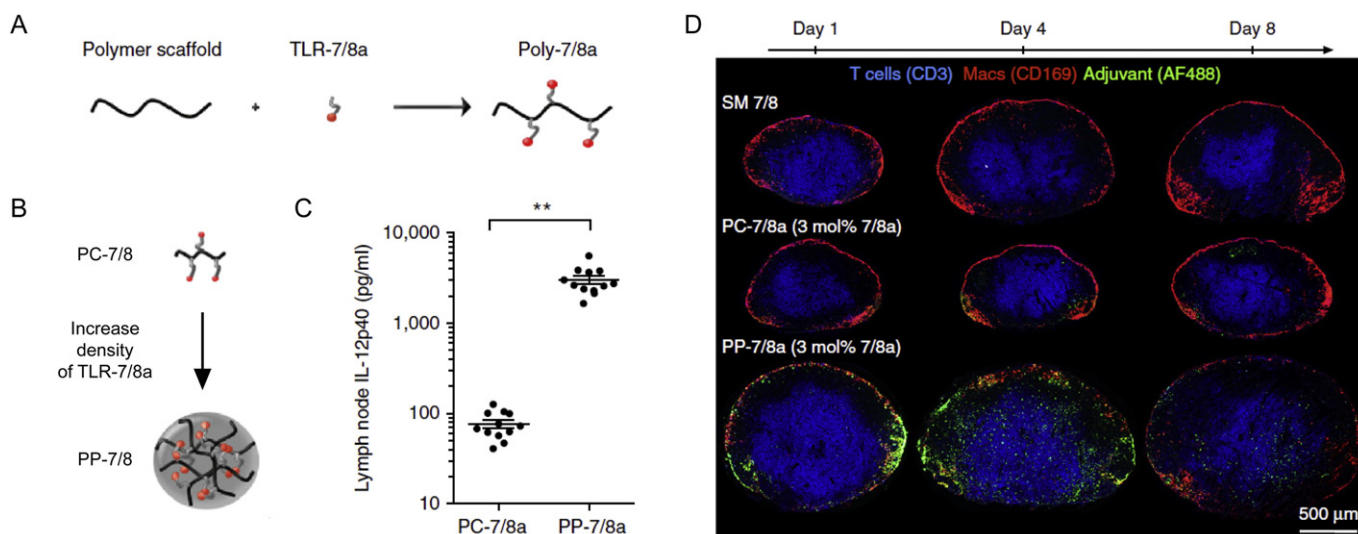 A
Polymer scaffold
+
TLR-7/8a
Poly-7/8a
B
PC-7/8
Increase
density
of TLR-7/8a
PP-7/8
C
**
Lymph node IL-12p40 (pg/ml)
10,000
1,000
100
10
PC-7/8a
PP-7/8a
D
Day 1
Day 4
Day 8
T cells (CD3) Macs (CD169) Adjuvant (AF488)
SM 7/8
PC-7/8a (3 mol% 7/8a)
PP-7/8a (3 mol% 7/8a)
500 µm